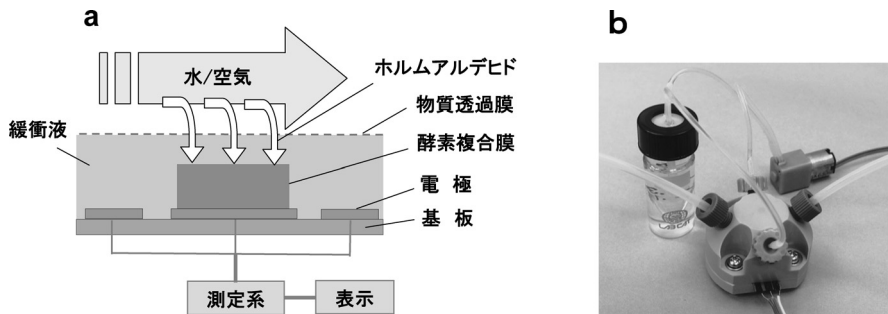 a
水/空気
ホルムアルデヒド
物質透過膜
緩衝液
酵素複合膜
電 極
基 板
測定系
表示
b